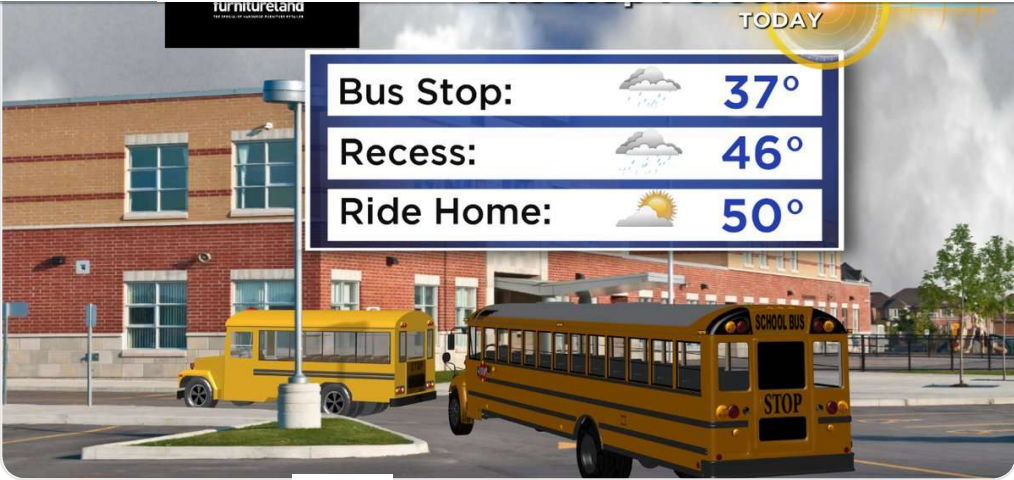 furnitureland
TODAY
Bus Stop: 37°
Recess: 46°
Ride Home: 50°
SCHOOL BUS
STOP